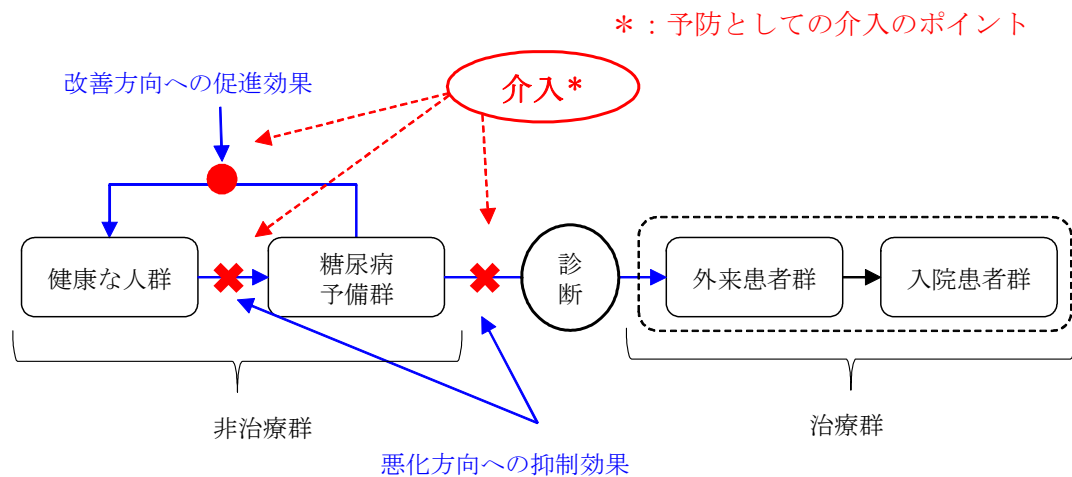 *：予防としての介入のポイント
改善方向への促進効果
介入*
健康な人群
糖尿病
予備群
診
断
外来患者群
入院患者群
非治療群
治療群
悪化方向への抑制効果